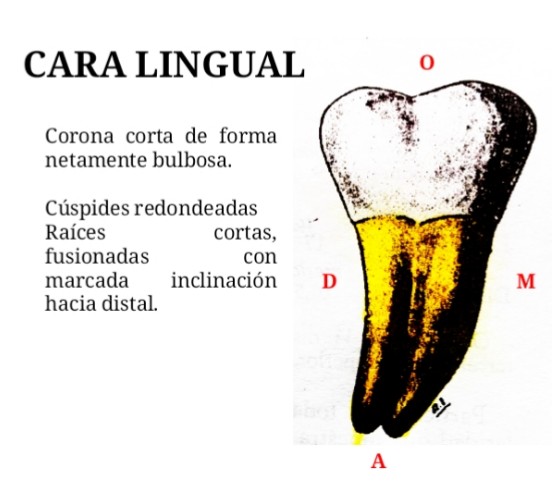 CARA LINGUAL
O
Corona corta de forma
netamente bulbosa.
Cúspides redondeadas
Raíces cortas,
fusionadas con
marcada inclinación
hacia distal.
D
M
A